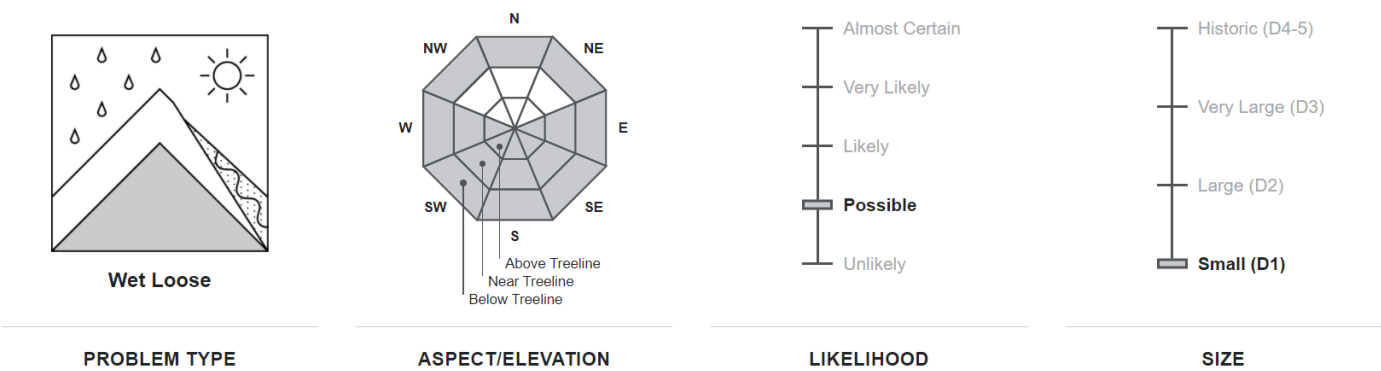 Wet Loose
PROBLEM TYPE
N
NW
NE
W
E
SW
SE
S
Above Treeline
Near Treeline
Below Treeline
ASPECT/ELEVATION
Almost Certain
Very Likely
Likely
Possible
Unlikely
LIKELIHOOD
Historic (D4-5)
Very Large (D3)
Large (D2)
Small (D1)
SIZE